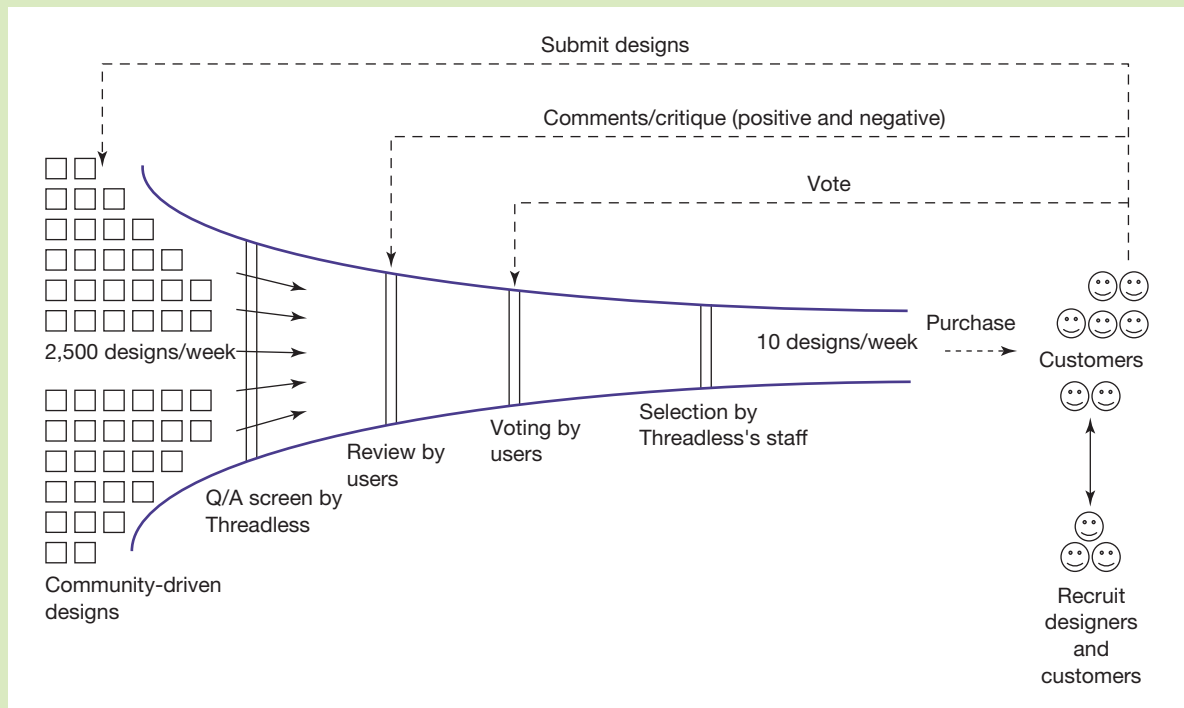 Submit designs
Comments/critique (positive and negative)
Vote
2,500 designs/week
10 designs/week
Purchase
Customers
Q/A screen by
Threadless
Review by
users
Voting by
users
Selection by
Threadless's staff
Community-driven
designs
Recruit
designers
and
customers